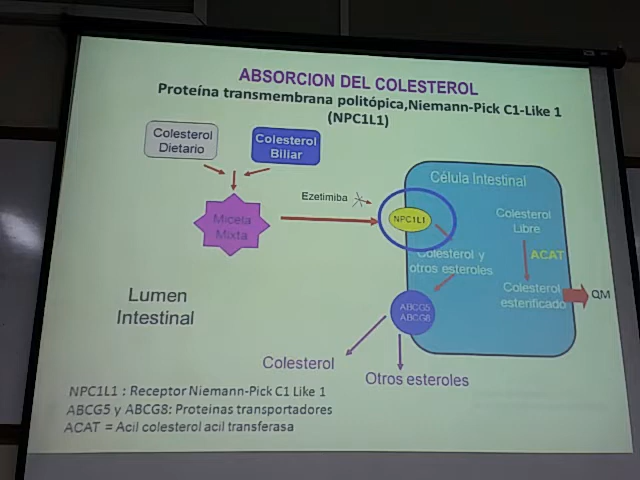 ABSORCION DEL COLESTEROL
Proteína transmembrana politópica,Niemann-Pick C1-Like 1
(NPC1L1)
Colesterol
Dietario
Colesterol
Biliar
Célula Intestinal
Ezetimiba
Micela
Mixta
NPC1L1
Colesterol
Libre
ACAT
Colesterol y
otros esteroles
Colesterol
esterificado
QM
Lumen
Intestinal
ABCG5
ABCG8
Colesterol
Otros esteroles
NPC1L1 : Receptor Niemann-Pick C1 Like 1
ABCG5 y ABCG8: Proteinas transportadores
ACAT = Acil colesterol acil transferasa